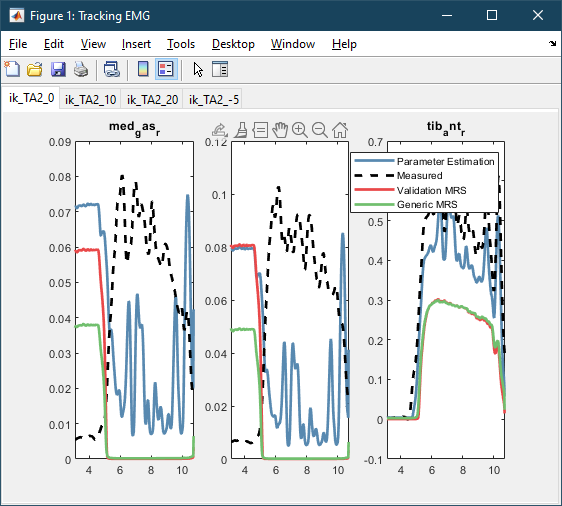 Figure 1: Tracking EMG
File Edit View Insert Tools Desktop Window Help
ik_TA2_0 ik_TA2_10 ik_TA2_20 ik_TA2_-5
med_gas_r tib_ant_r
0.09 0.12 0.7
Parameter Estimation
Measured
Validation MRS
Generic MRS
0.08
0.1
0.07
0.5
0.06
0.08
0.05
0.4
0.06
0.04
0.3
0.03
0.04
0.2
0.02
0.02
0.1
0.01
0
0 0 -0.1
4 6 8 10 4 6 8 10 4 6 8 10